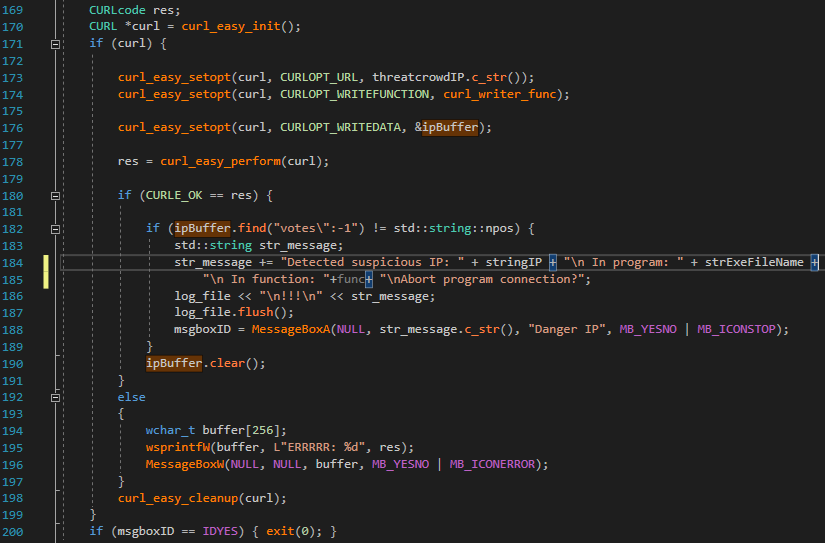 169 CURLcode res;
170 CURL *curl = curl_easy_init();
171 if (curl) {
172
173 curl_easy_setopt(curl, CURLOPT_URL, threatcrowdIP.c_str());
174 curl_easy_setopt(curl, CURLOPT_WRITEFUNCTION, curl_writer_func);
175
176 curl_easy_setopt(curl, CURLOPT_WRITEDATA, &ipBuffer);
177
178 res = curl_easy_perform(curl);
179
180 if (CURLE_OK == res) {
181
182 if (ipBuffer.find("votes\":-1") != std::string::npos) {
183 std::string str_message;
184 str_message += "Detected suspicious IP: " + stringIP + "\n In program: " + strExeFileName +
185 "\n In function: "+func+ "\nAbort program connection?";
186 log_file << "\n!!!\n" << str_message;
187 log_file.flush();
188 msgboxID = MessageBoxA(NULL, str_message.c_str(), "Danger IP", MB_YESNO | MB_ICONSTOP);
189 }
190 ipBuffer.clear();
191 }
192 else
193 {
194 wchar_t buffer[256];
195 wsprintfW(buffer, L"ERRRRR: %d", res);
196 MessageBoxW(NULL, NULL, buffer, MB_YESNO | MB_ICONERROR);
197 }
198 curl_easy_cleanup(curl);
199 }
200 if (msgboxID == IDYES) { exit(0); }